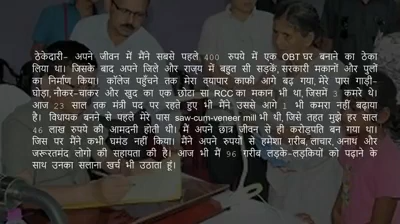 ठेकेदारी- अपने जीवन में मैंने सबसे पहले 400 रुपये में एक OBT घर बनाने का ठेका
लिया था। जिसके बाद अपने जिले और राज्य में बहुत सी सड़कें, सरकारी मकानों और पुलों
का निर्माण किया। कॉलेज पहुँचने तक मेरा व्यापार काफी आगे बढ़ गया, मेरे पास गाड़ी-
घोड़ा, नौकर-चाकर और खुद का एक छोटा सा RCC का मकान भी था, जिसमें 3 कमरे थे।
आज 23 साल तक मंत्री पद पर रहते हुए भी मैंने उससे आगे 1 भी कमरा नहीं बढ़ाया
है। विधायक बनने से पहले मेरे पास saw-cum-veneer mill भी थी, जिसे तहत मुझे हर साल
46 लाख रुपये की आमदनी होती थी। मैं अपने छात्र जीवन से ही करोड़पति बन गया था।
जिस पर मैंने कभी घमंड नहीं किया। मैंने अपने रुपयों से हमेशा ग़रीब, लाचार, अनाथ और
जरूरतमंद लोगो की सहायता की है। आज भी मैं 96 ग़रीब लड़के-लड़कियों को पढ़ाने के
साथ उनका सलाना खर्च भी उठाता हूं।